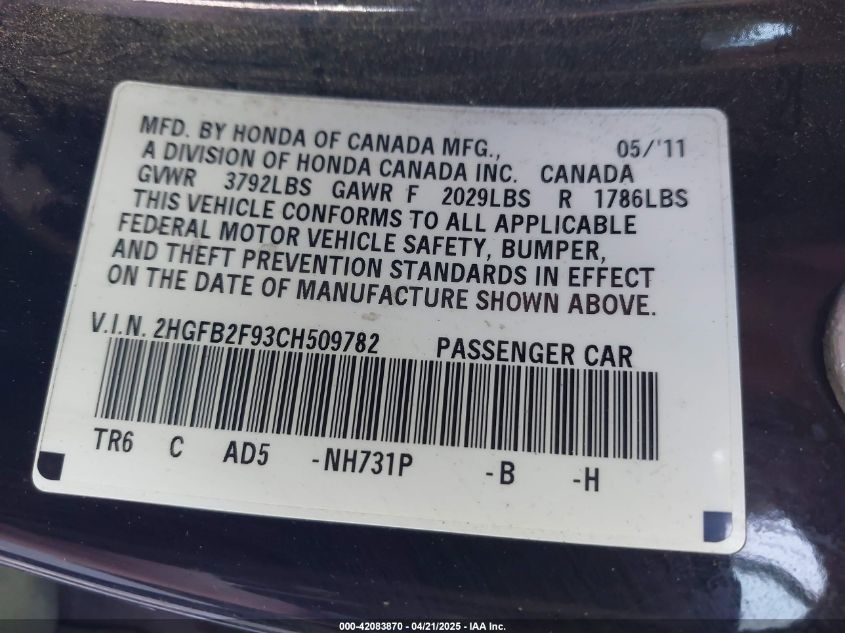 MFD. BY HONDA OF CANADA MFG., 05/'11
A DIVISION OF HONDA CANADA INC. CANADA
GVWR 3792LBS GAWR F 2029LBS R 1786LBS
THIS VEHICLE CONFORMS TO ALL APPLICABLE
FEDERAL MOTOR VEHICLE SAFETY, BUMPER,
AND THEFT PREVENTION STANDARDS IN EFFECT
ON THE DATE OF MANUFACTURE SHOWN ABOVE.
V.I.N. 2HGFB2F93CH509782 PASSENGER CAR
TR6 C AD5 -NH731P -B -H
000-42083870 - 04/21/2025 - IAA Inc.